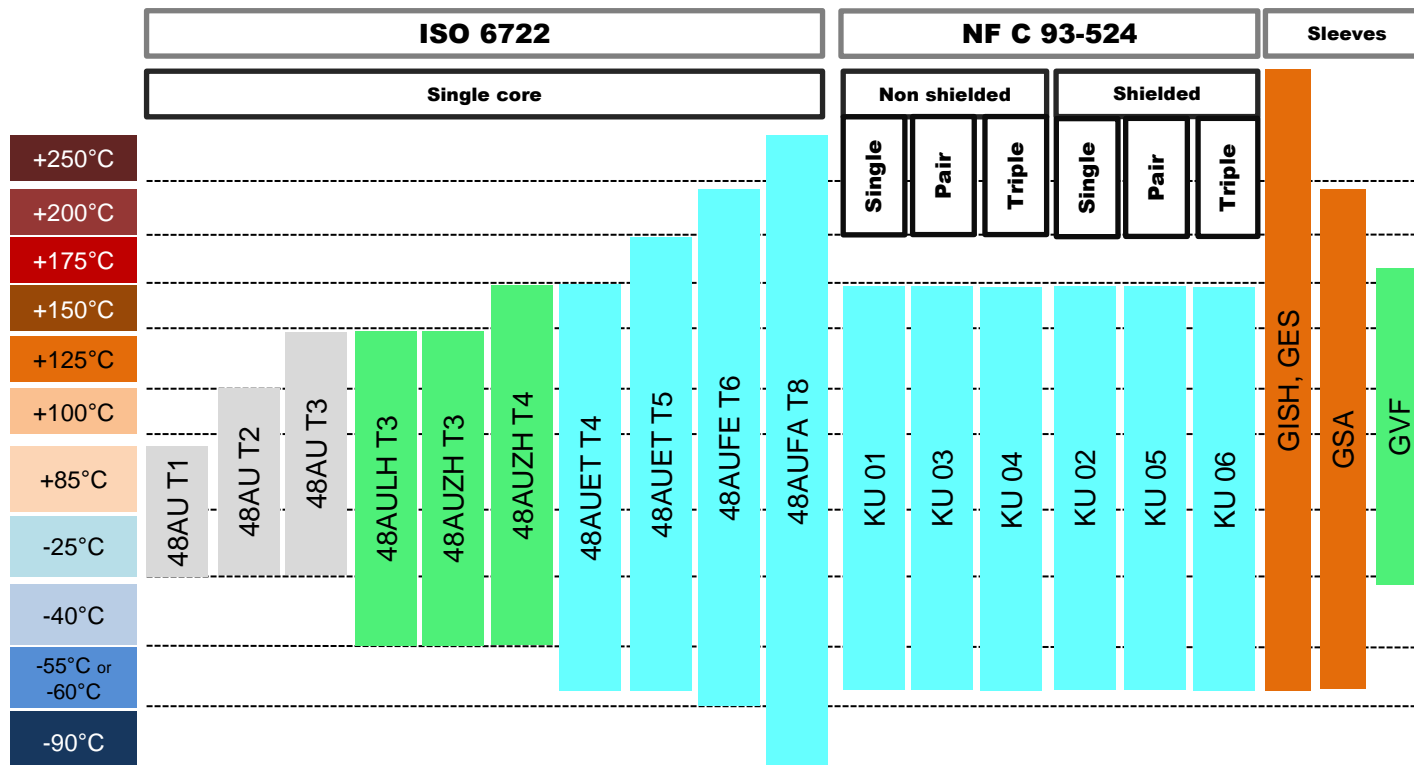 ISO 6722
NF C 93-524
Sleeves
Single core
Non shielded
Shielded
Single
Pair
Triple
Single
Pair
Triple
+250°C
+200°C
+175°C
+150°C
+125°C
+100°C
+85°C
-25°C
-40°C
-55°C or
-60°C
-90°C
48AU T1
48AU T2
48AU T3
48AULH T3
48AUZH T3
48AUZH T4
48AUET T4
48AUET T5
48AUFE T6
48AUFA T8
KU 01
KU 03
KU 04
KU 02
KU 05
KU 06
GISH, GES
GSA
GVF